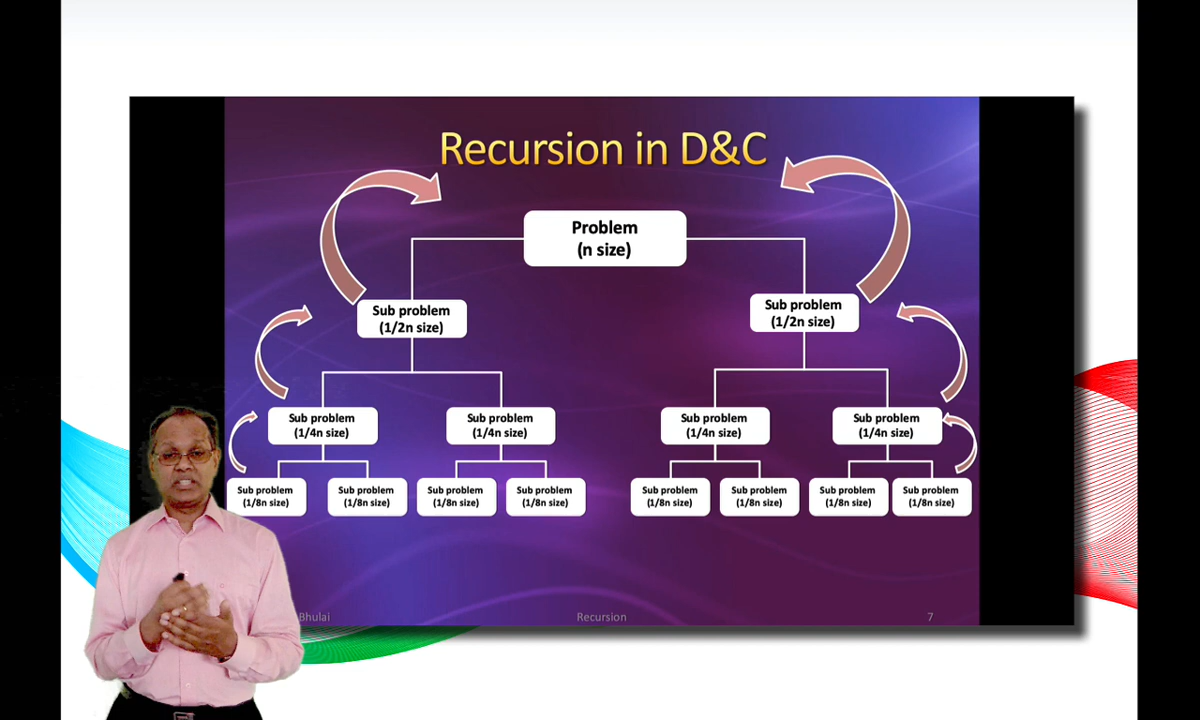 Recursion in D&C
Problem
(n size)
Sub problem
(1/2n size)
Sub problem
(1/2n size)
Sub problem
(1/4n size)
Sub problem
(1/4n size)
Sub problem
(1/4n size)
Sub problem
(1/4n size)
Sub problem
(1/8n size)
Sub problem
(1/8n size)
Sub problem
(1/8n size)
Sub problem
(1/8n size)
Sub problem
(1/8n size)
Sub problem
(1/8n size)
Sub problem
(1/8n size)
Sub problem
(1/8n size)
Bhulai
Recursion
7